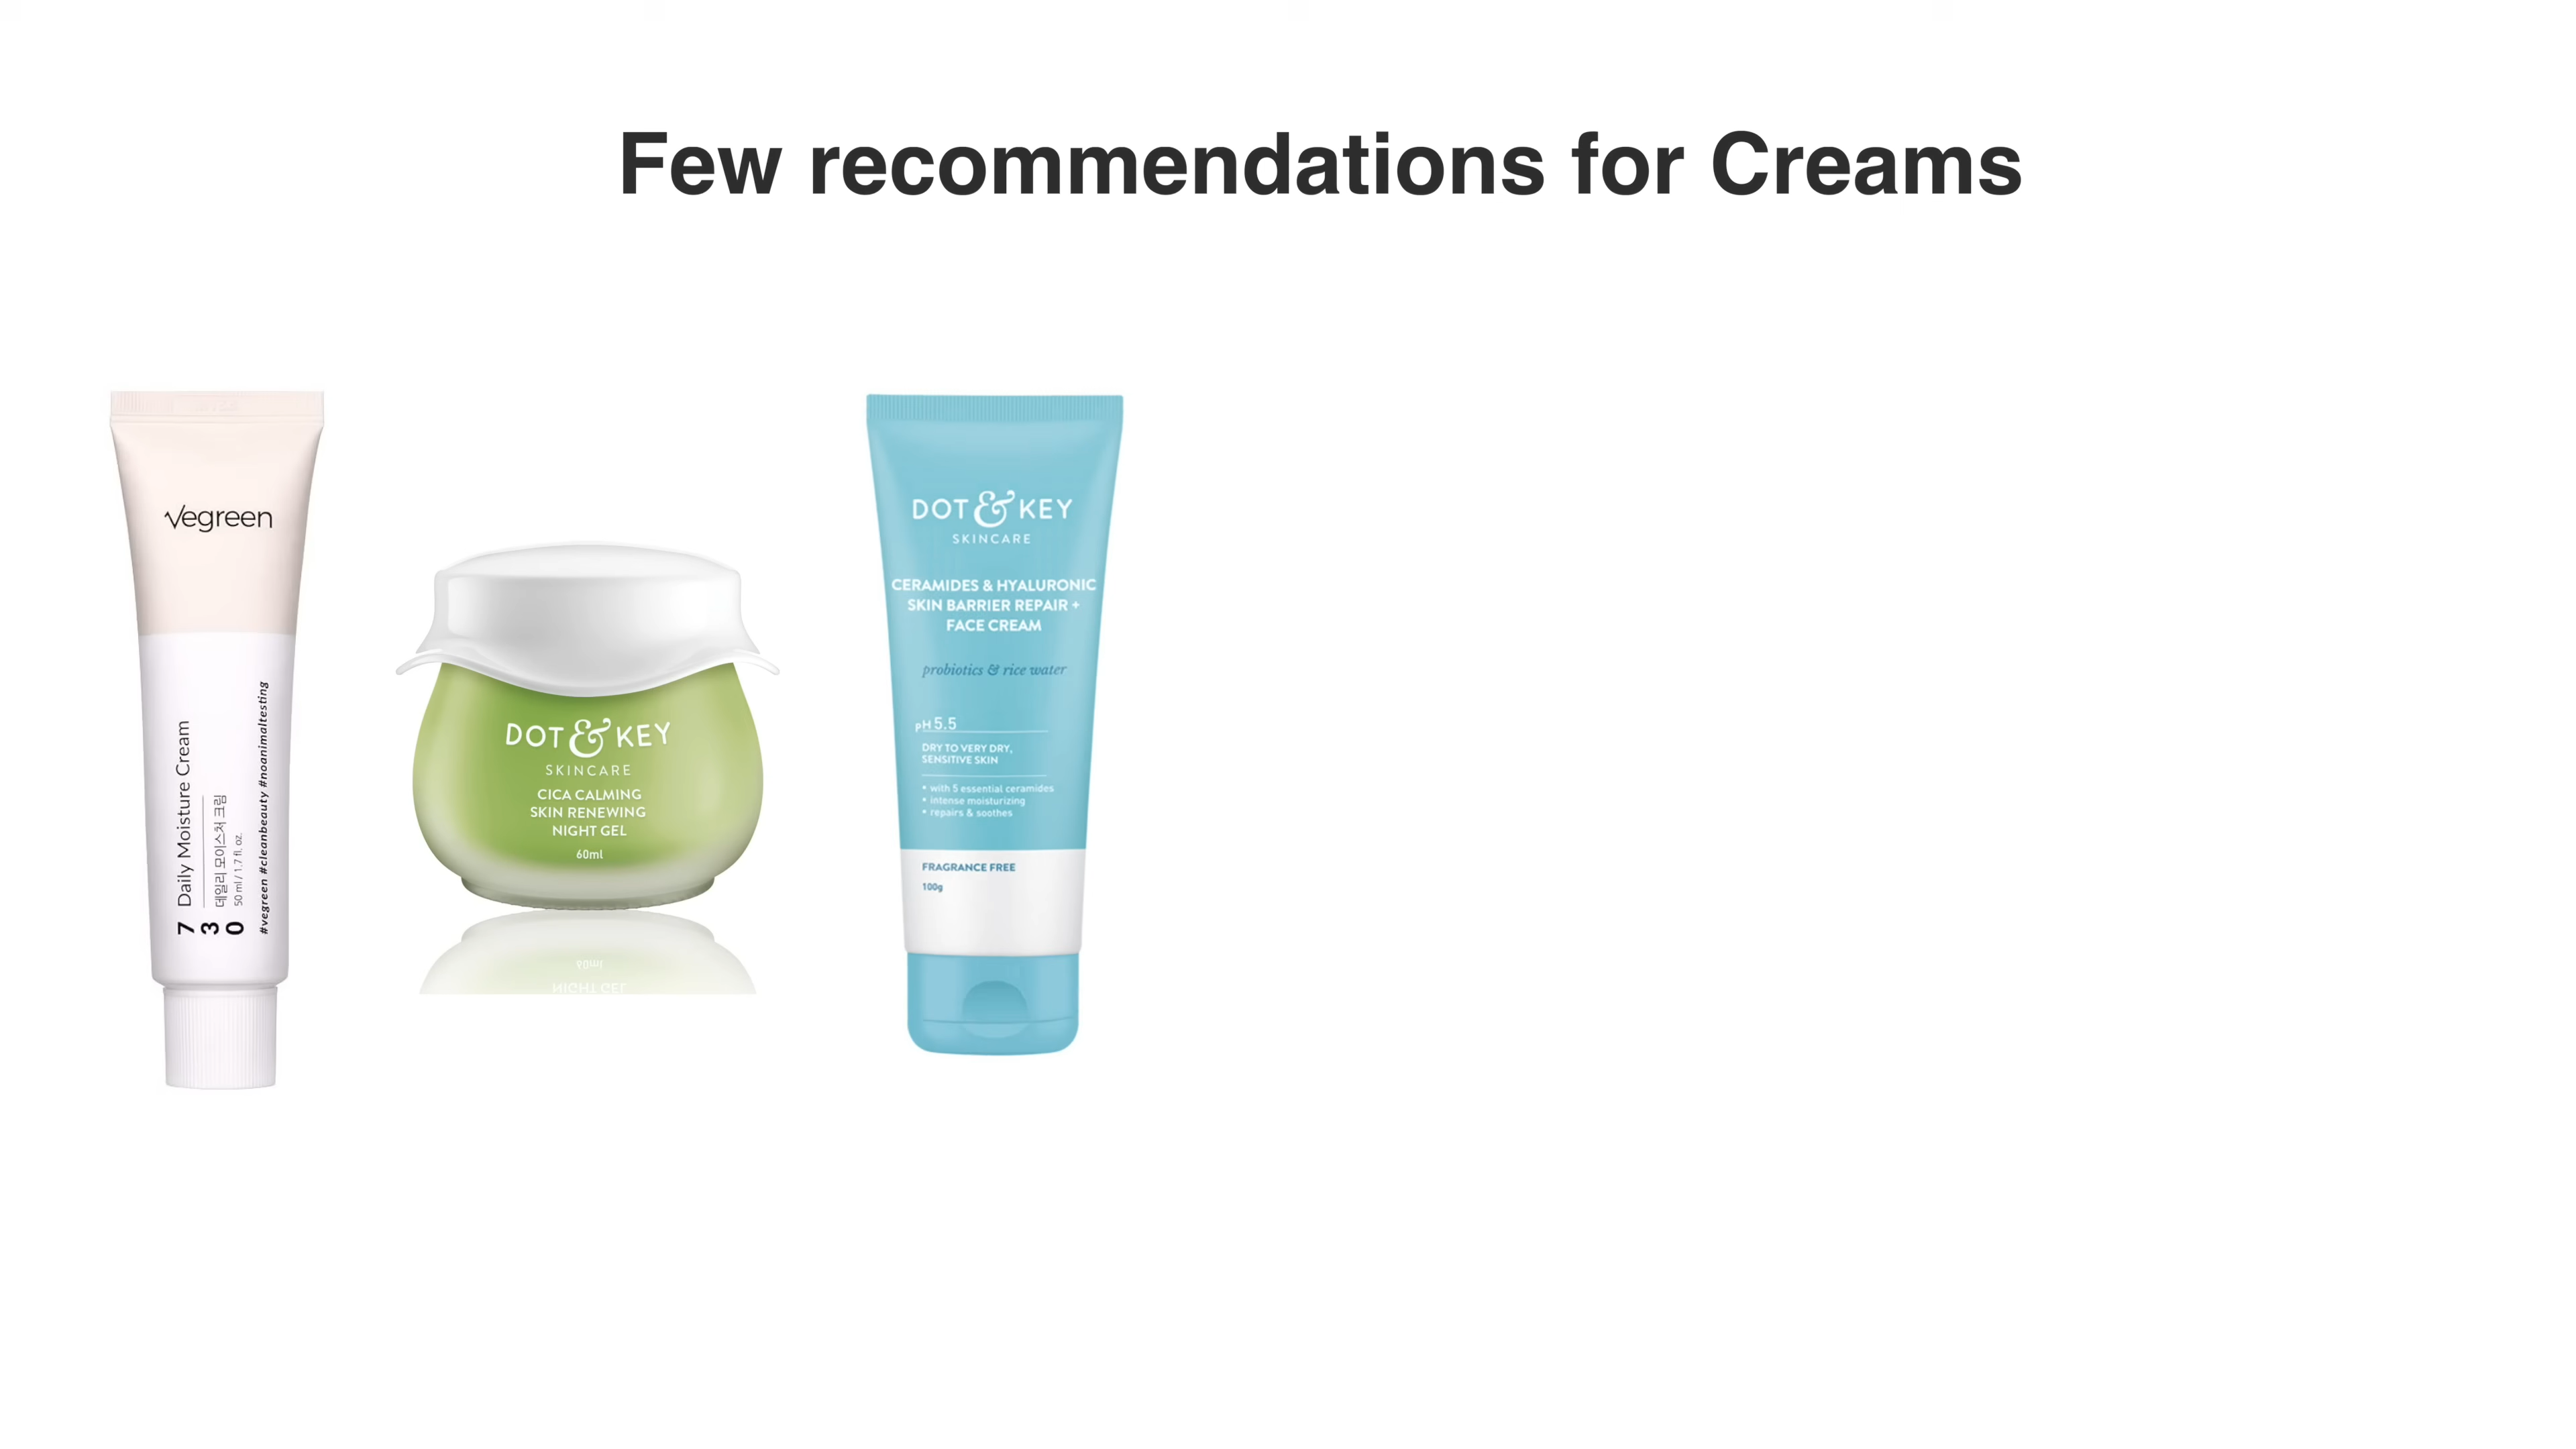 Few recommendations for Creams
Vegreen
7 Daily Moisture Cream
3 데일리 모이스처 크림
0 50 ml / 1.7 fl. oz.
#vegreen #cleanbeauty #noanimaltesting
DOT & KEY
SKINCARE
CICA CALMING
SKIN RENEWING
NIGHT GEL
60ml
DOT & KEY
SKINCARE
CERAMIDES & HYALURONIC
SKIN BARRIER REPAIR +
FACE CREAM
probiotics & rice water
pH 5.5
DRY TO VERY DRY,
SENSITIVE SKIN
• with 5 essential ceramides
• intense moisturizing
• repairs & soothes
FRAGRANCE FREE
100g